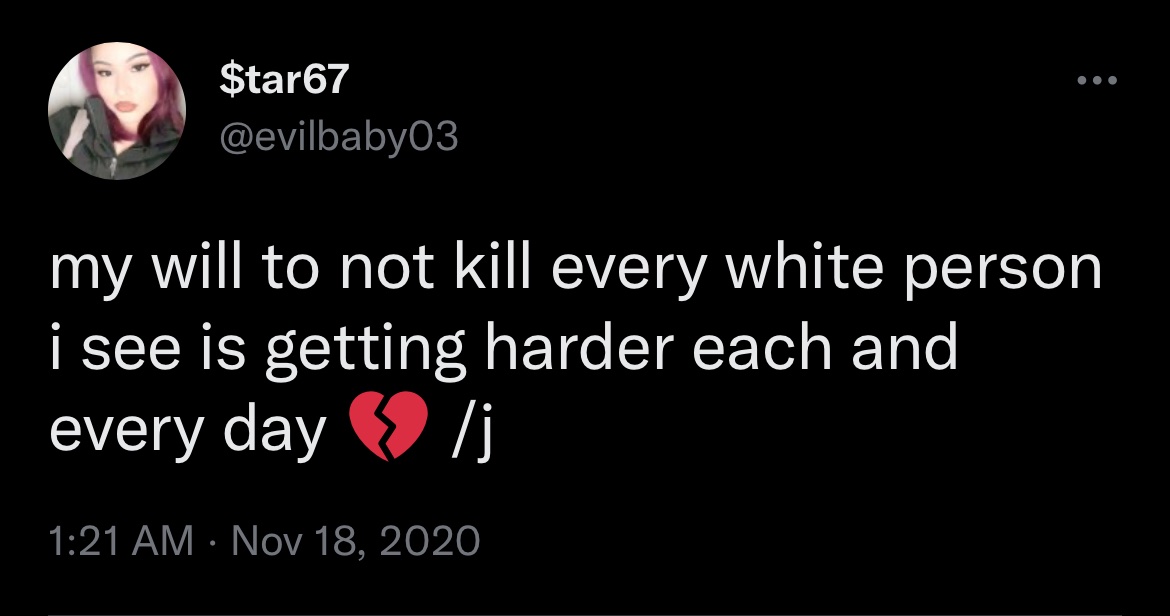 $tar67
@evilbaby03
my will to not kill every white person
i see is getting harder each and
every day 💔 /j
1:21 AM · Nov 18, 2020